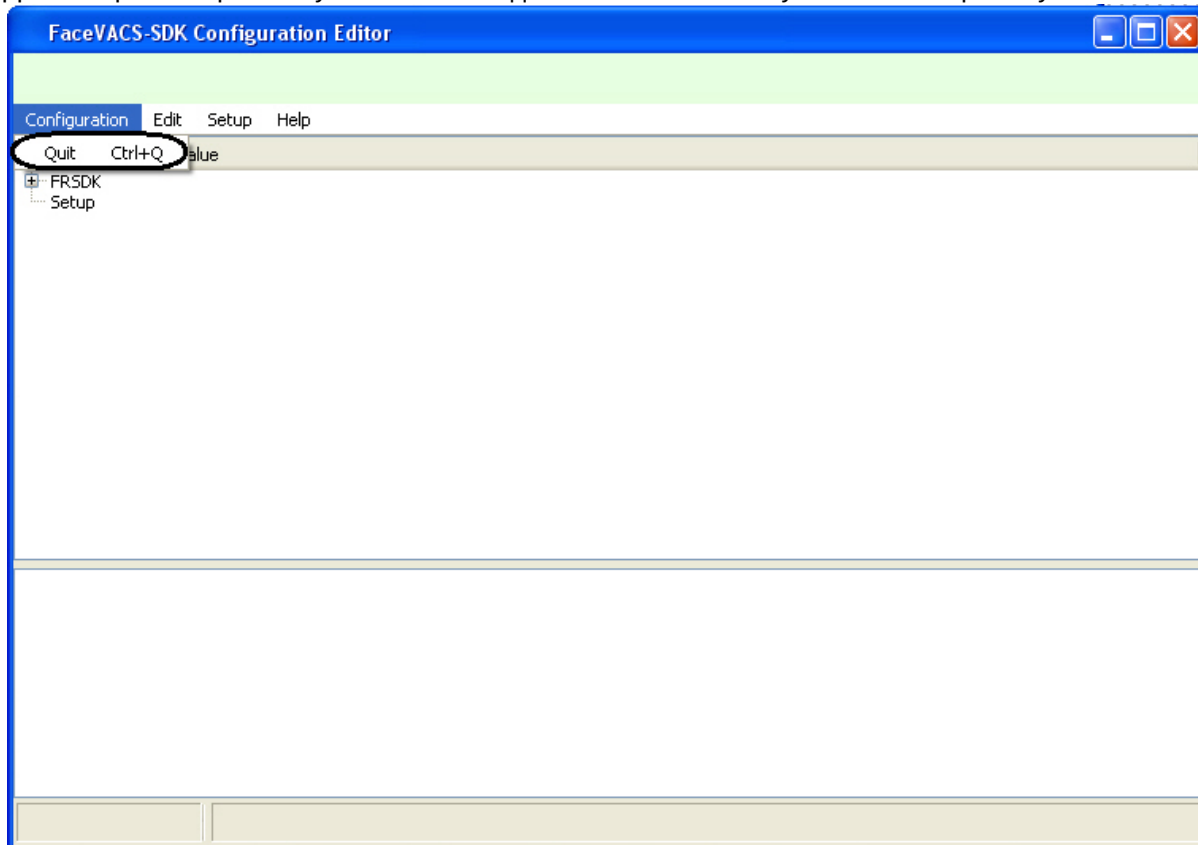 FaceVACS-SDK Configuration Editor
Configuration Edit Setup Help
Quit Ctrl+Q alue
FRSDK
Setup